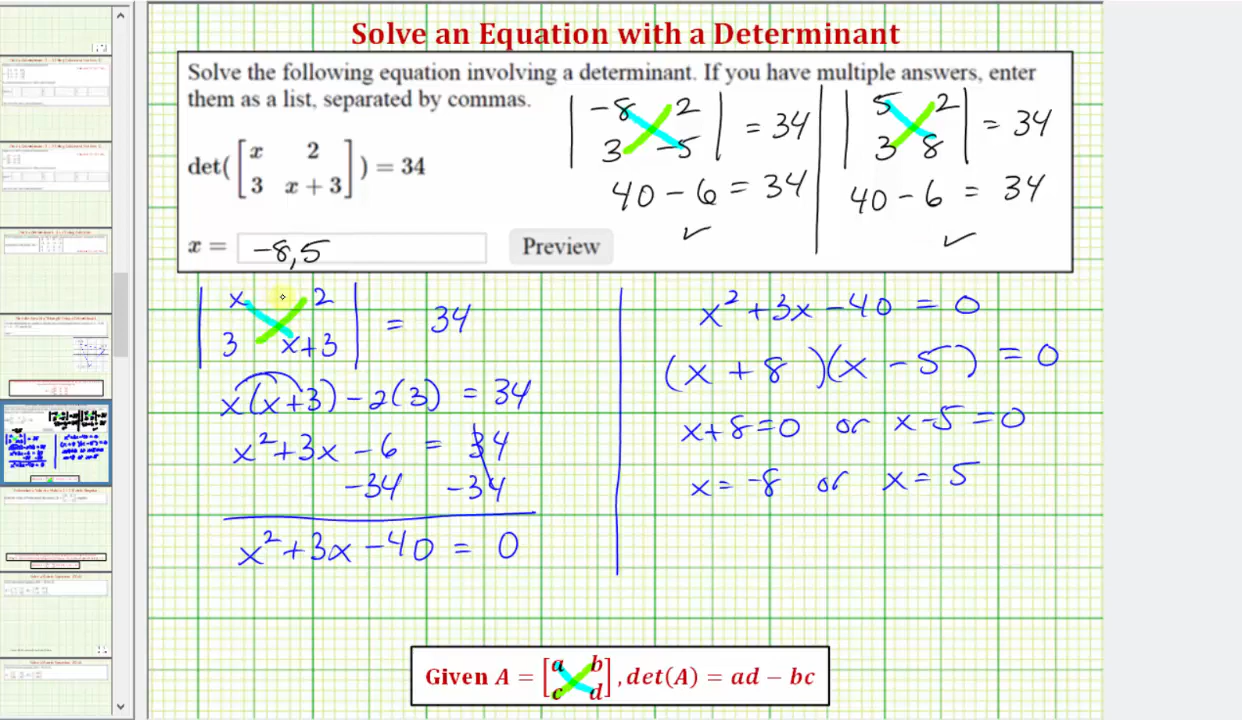 Solve an Equation with a Determinant
Solve the following equation involving a determinant. If you have multiple answers, enter
them as a list, separated by commas.
det([x 2
3 x + 3]) = 34
x = -8,5
Preview
|-8 2
3 -5| = 34
40 - 6 = 34
✓
|5 2
3 8| = 34
40 - 6 = 34
✓
|x 2
3 x+3| = 34
x(x+3) - 2(3) = 34
x² + 3x - 6 = 34
-34 -34
x² + 3x - 40 = 0
x² + 3x - 40 = 0
(x + 8)(x - 5) = 0
x+8=0 or x-5=0
x = -8 or x = 5
Given A = [a b
c d], det(A) = ad − bc